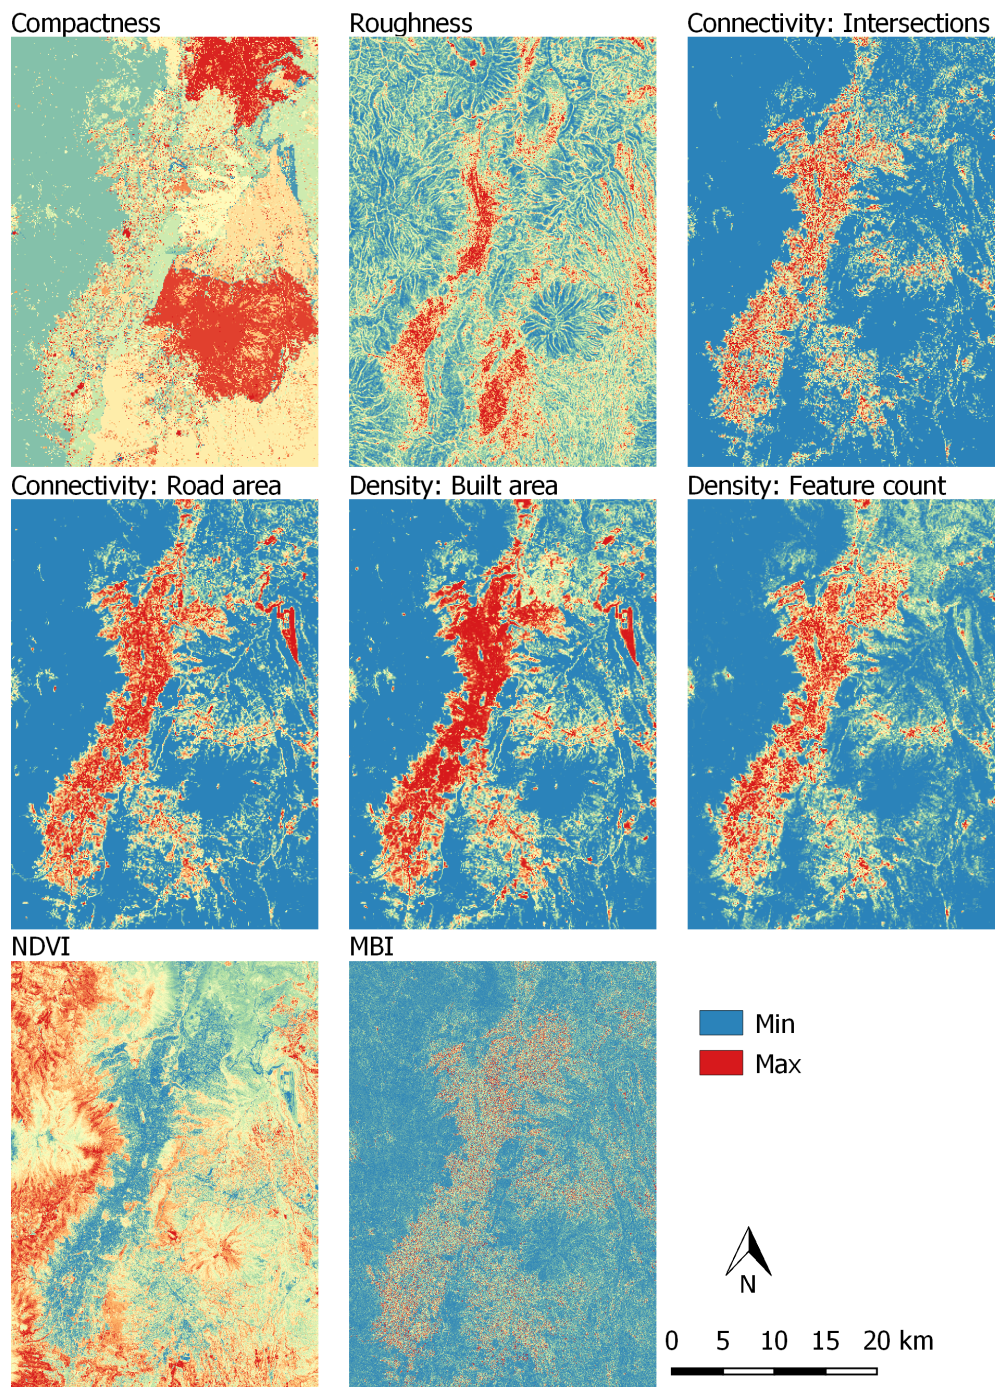 Compactness
Roughness
Connectivity: Intersections
Connectivity: Road area
Density: Built area
Density: Feature count
NDVI
MBI
Min
Max
N
0 5 10 15 20 km